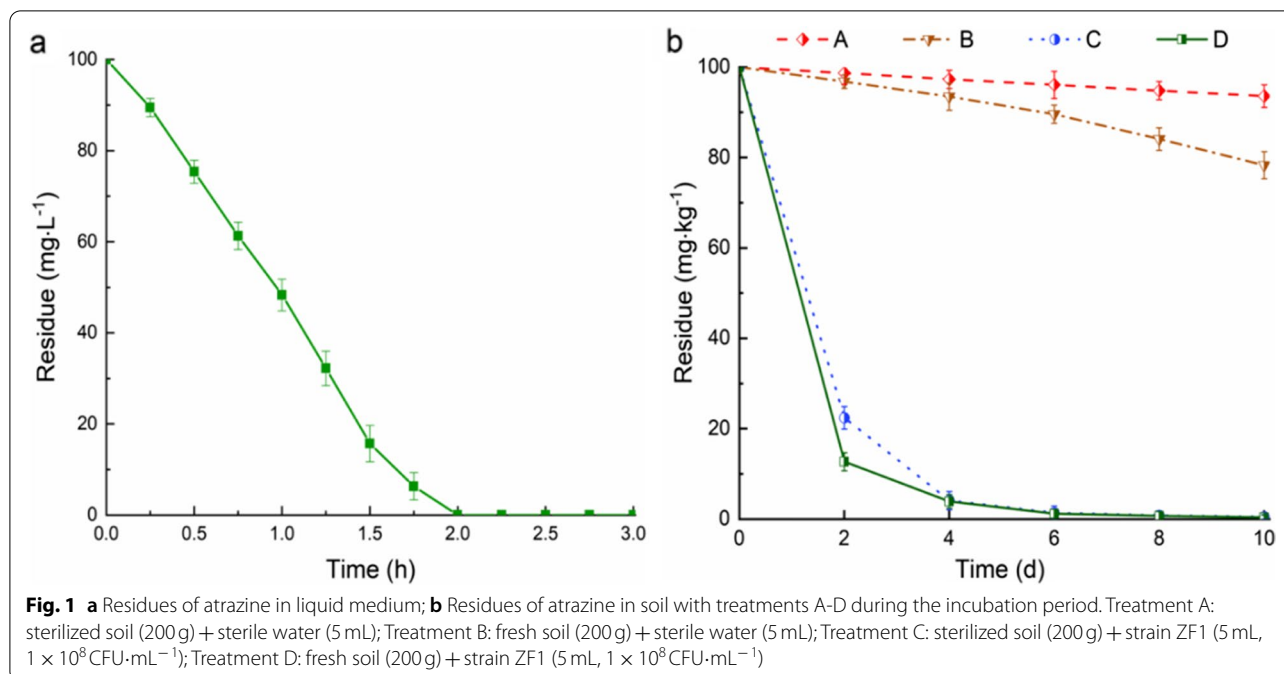 a
100
80
60
40
20
0
Residue (mg·L⁻¹)
0.0 0.5 1.0 1.5 2.0 2.5 3.0
Time (h)
b
A B C D
100
80
60
40
20
0
Residue (mg·kg⁻¹)
0 2 4 6 8 10
Time (d)
Fig. 1 a Residues of atrazine in liquid medium; b Residues of atrazine in soil with treatments A-D during the incubation period. Treatment A:
sterilized soil (200 g) + sterile water (5 mL); Treatment B: fresh soil (200 g) + sterile water (5 mL); Treatment C: sterilized soil (200 g) + strain ZF1 (5 mL,
1 × 10⁸ CFU·mL⁻¹); Treatment D: fresh soil (200 g) + strain ZF1 (5 mL, 1 × 10⁸ CFU·mL⁻¹)